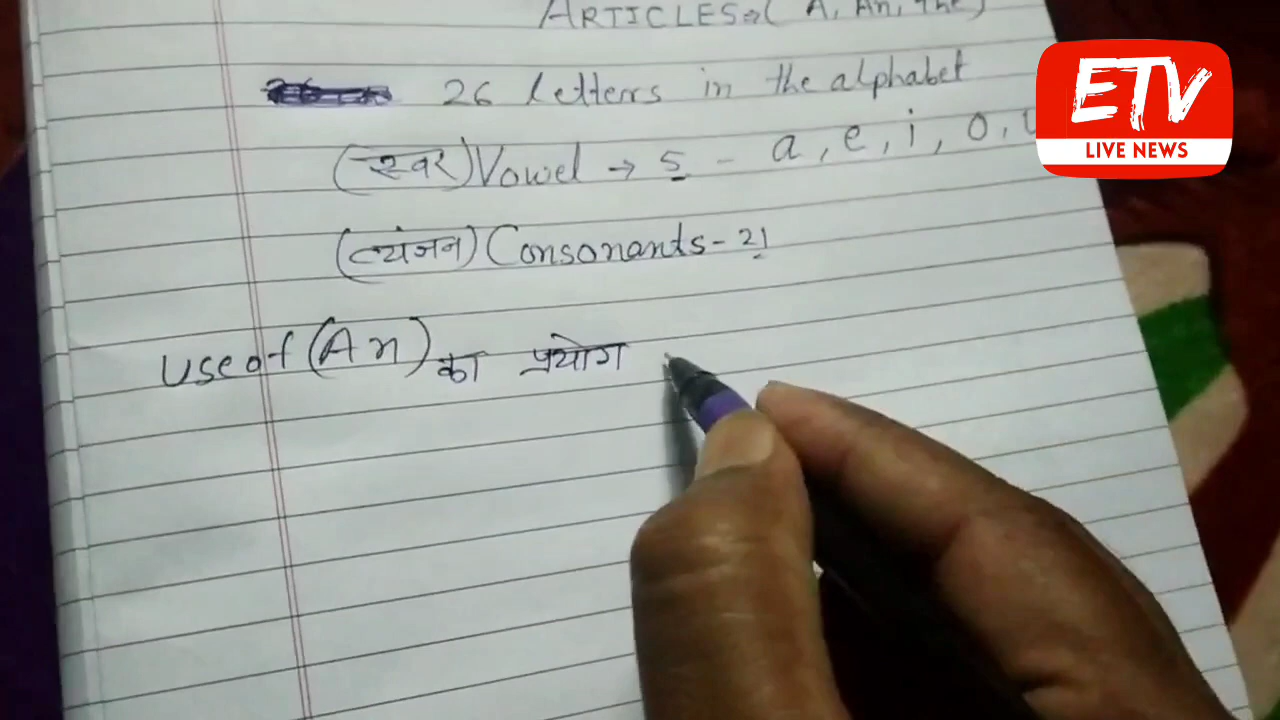 ARTICLES⇒( A, An, the)
26 letters in the alphabet
(स्वर) Vowel → 5 - a, e, i, o, u
(व्यंजन) Consonants - 21
use of (An) का प्रयोग
ETV
LIVE NEWS